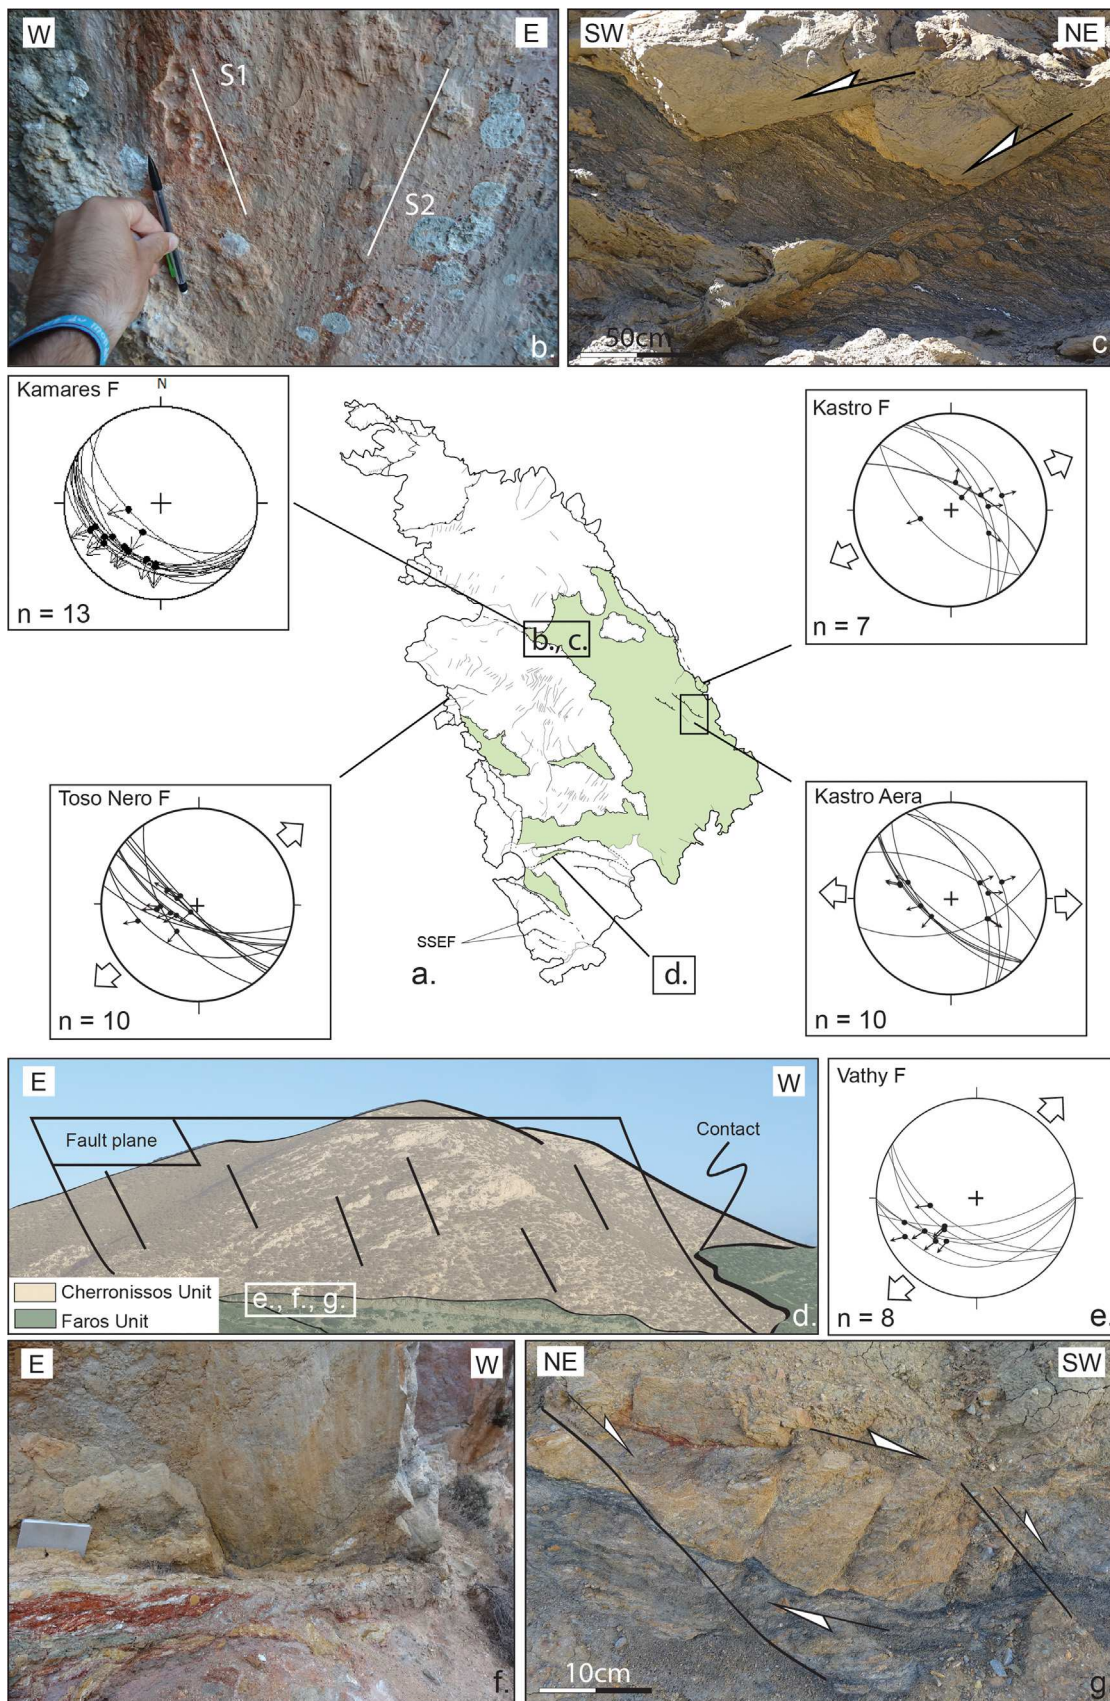 W
E
S1
S2
b.
SW
NE
50cm
c
Kamares F
N
n = 13
Kastro F
n = 7
b., c.
Toso Nero F
n = 10
Kastro Aera
n = 10
SSEF
a.
d.
E
W
Fault plane
Contact
Cherronissos Unit
Faros Unit
e., f., g.
d.
Vathy F
n = 8
e.
E
W
f.
NE
SW
10cm
g